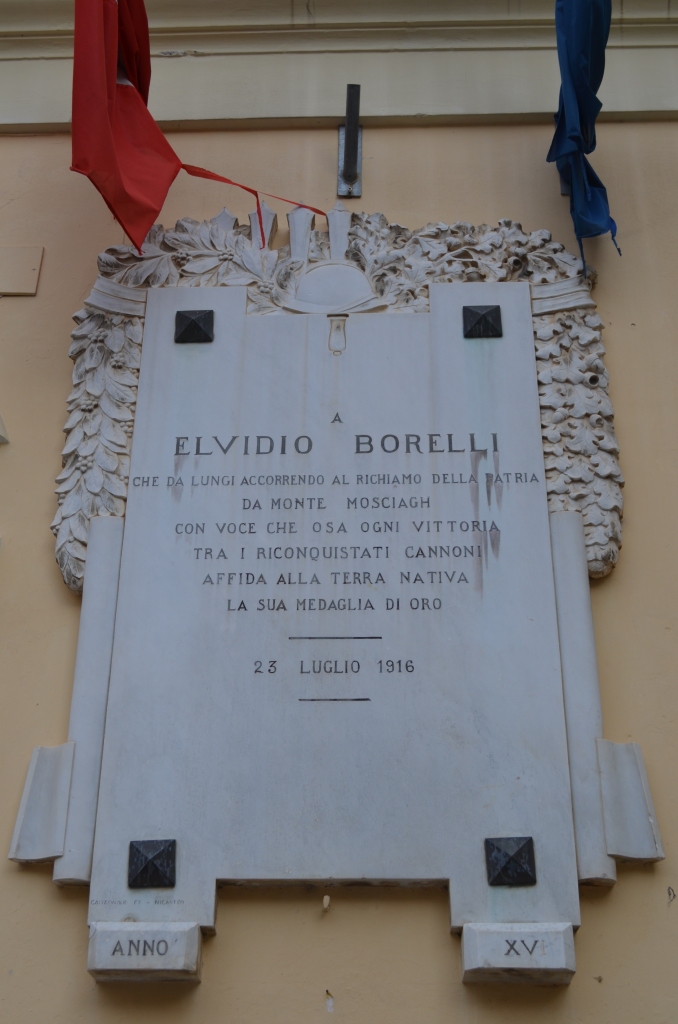 A
ELVIDIO BORELLI
CHE DA LUNGI ACCORRENDO AL RICHIAMO DELLA PATRIA
DA MONTE MOSCIAGH
CON VOCE CHE OSA OGNI VITTORIA
TRA I RICONQUISTATI CANNONI
AFFIDA ALLA TERRA NATIVA
LA SUA MEDAGLIA DI ORO
23 LUGLIO 1916
ANNO XV